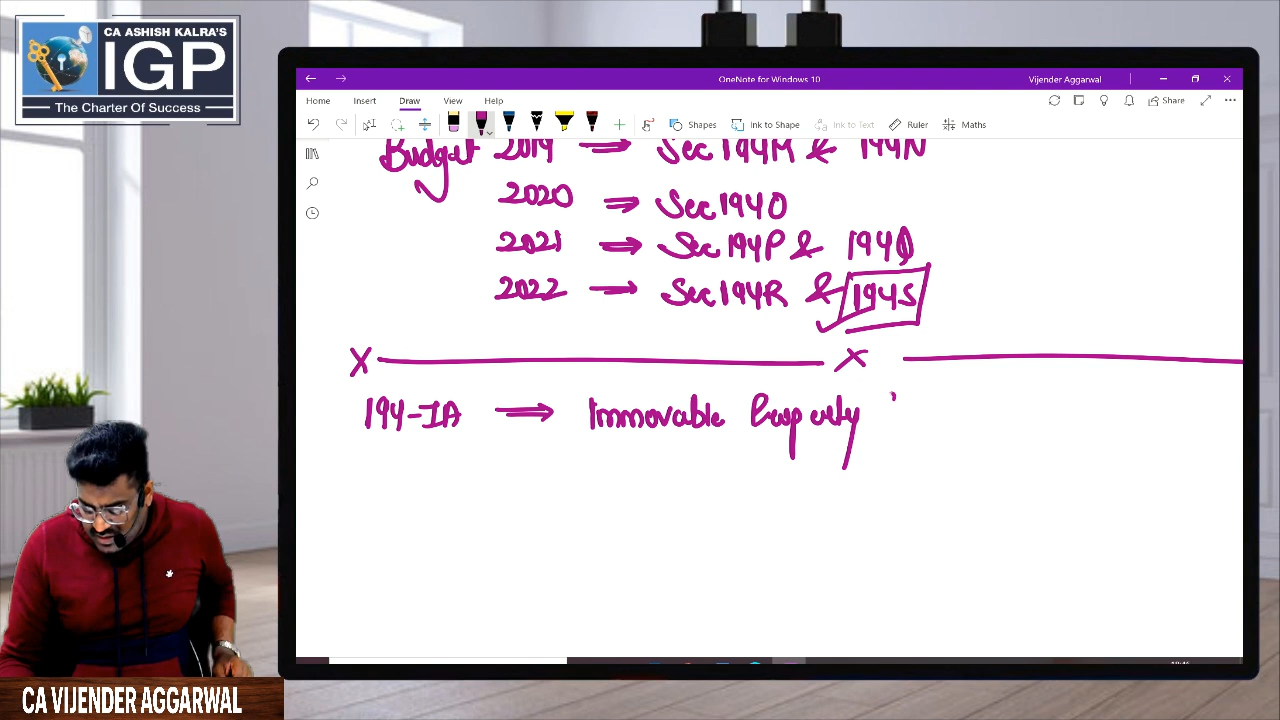 CA ASHISH KALRA'S
IGP
The Charter Of Success
OneNote for Windows 10
Vijender Aggarwal
Home Insert Draw View Help
Share
Shapes Ink to Shape Ink to Text Ruler Maths
Budget 2019 → Sec 194M & 194N
2020 ⇒ Sec 194O
2021 ⇒ Sec 194P & 194Q
2022 → Sec 194R & 194S
X X
194-IA ⇒ Immovable Property
CA VIJENDER AGGARWAL